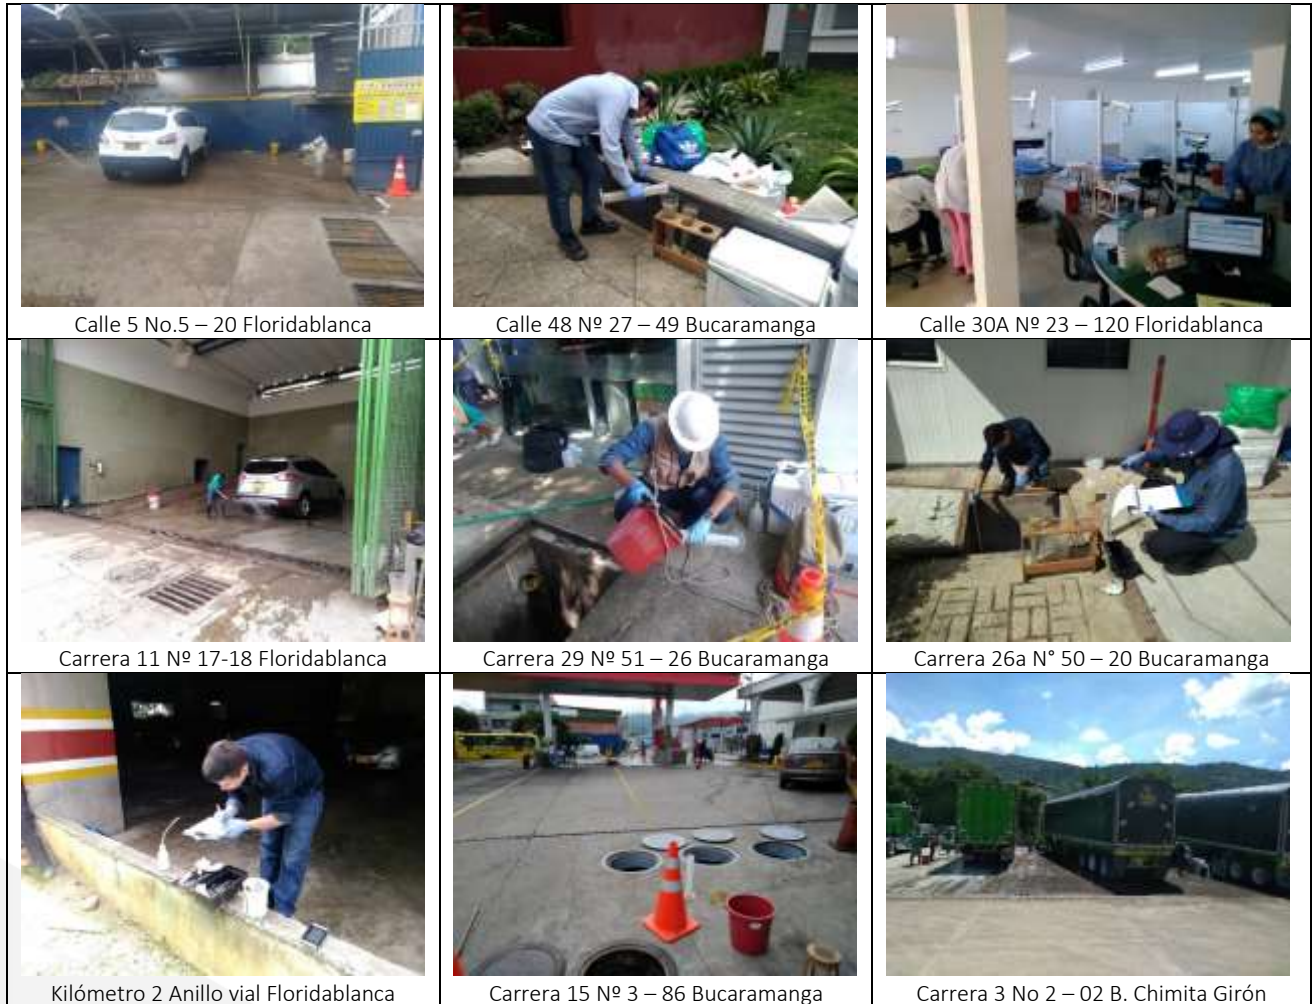 Calle 5 No.5 – 20 Floridablanca
Calle 48 Nº 27 – 49 Bucaramanga
Calle 30A Nº 23 – 120 Floridablanca
Carrera 11 Nº 17-18 Floridablanca
Carrera 29 Nº 51 – 26 Bucaramanga
Carrera 26a N° 50 – 20 Bucaramanga
Kilómetro 2 Anillo vial Floridablanca
Carrera 15 Nº 3 – 86 Bucaramanga
Carrera 3 No 2 – 02 B. Chimita Girón